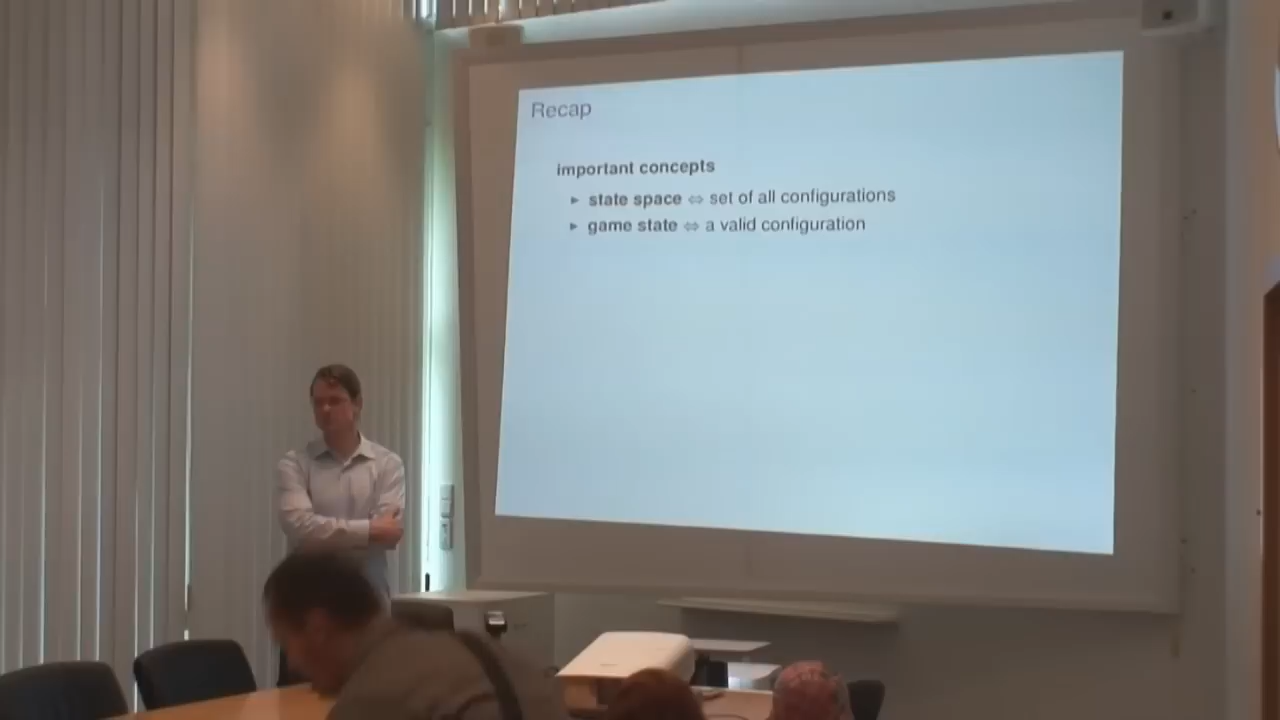 Recap
important concepts
▶ state space ⇔ set of all configurations
▶ game state ⇔ a valid configuration